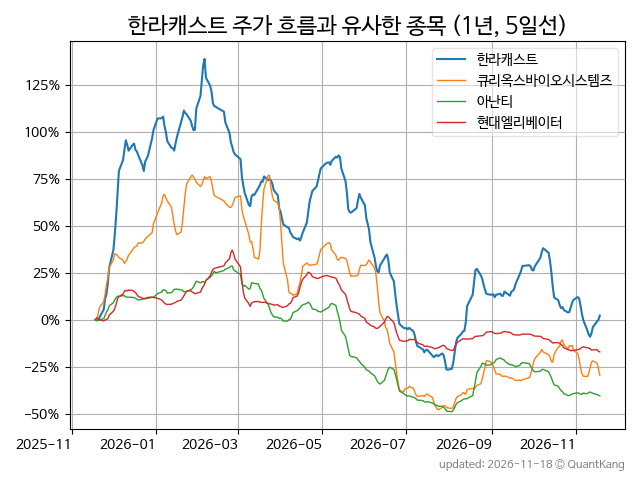 한라캐스트 주가 흐름과 유사한 종목 (1년, 5일선)
한라캐스트
큐리옥스바이오시스템즈
아난티
현대엘리베이터
125%
100%
75%
50%
25%
0%
−25%
−50%
2025-11 2026-01 2026-03 2026-05 2026-07 2026-09 2026-11
updated: 2026-11-18 © QuantKang